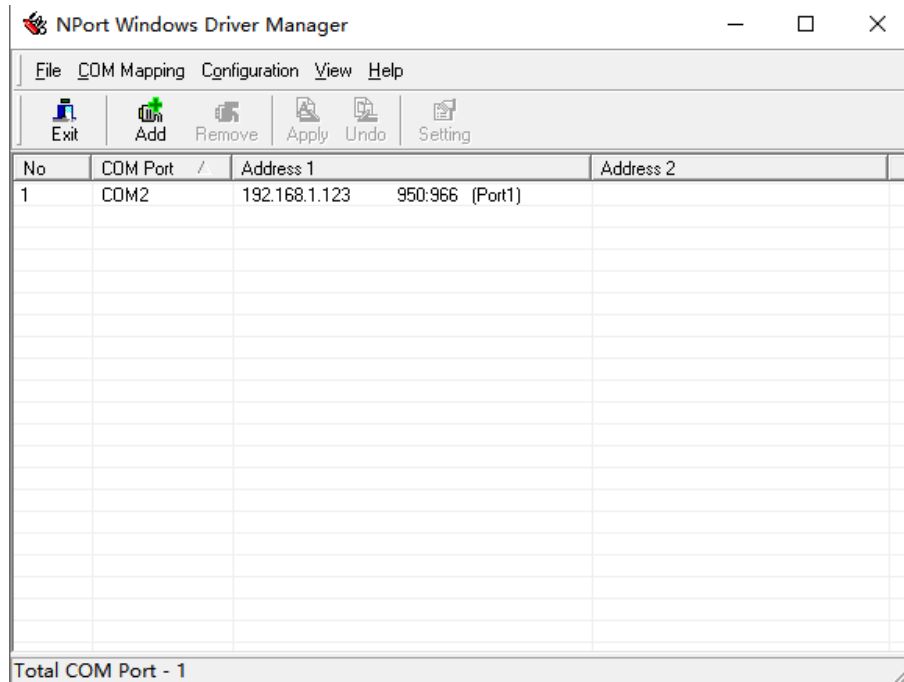 NPort Windows Driver Manager
File COM Mapping Configuration View Help
Exit Add Remove Apply Undo Setting
No COM Port Address 1 Address 2
1 COM2 192.168.1.123 950:966 (Port1)
Total COM Port - 1